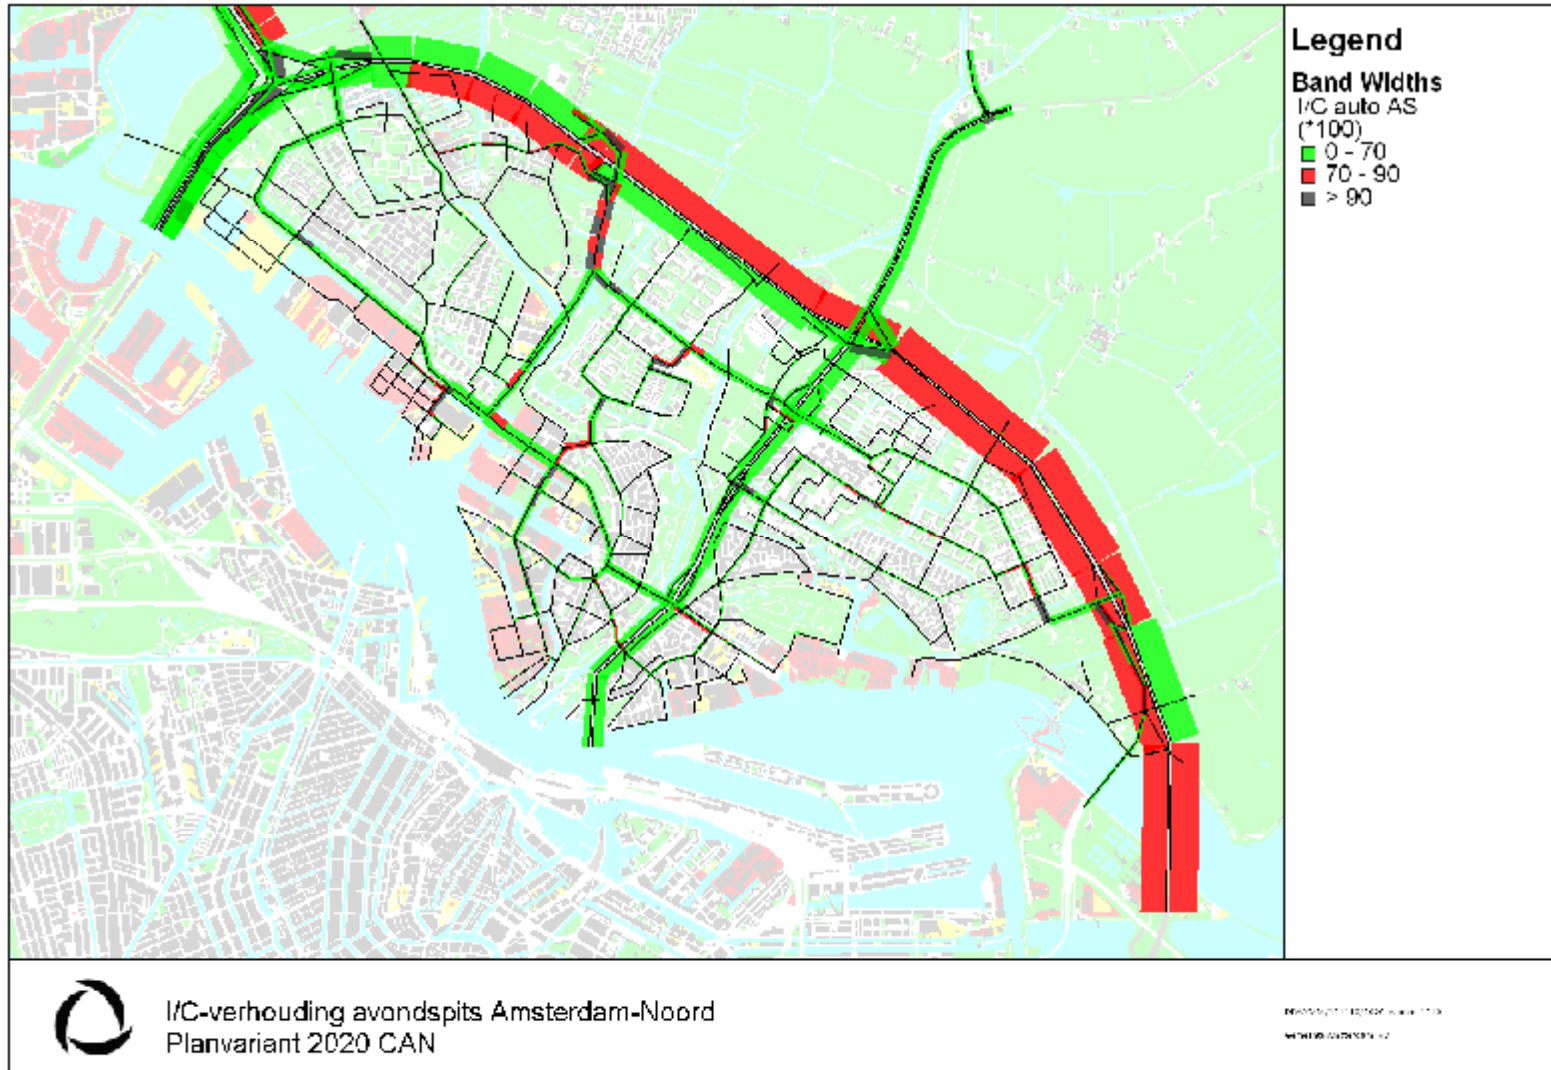 Legend
Band Widths
I/C auto AS
(*100)
0 - 70
70 - 90
> 90
I/C-verhouding avondspits Amsterdam-Noord
Planvariant 2020 CAN